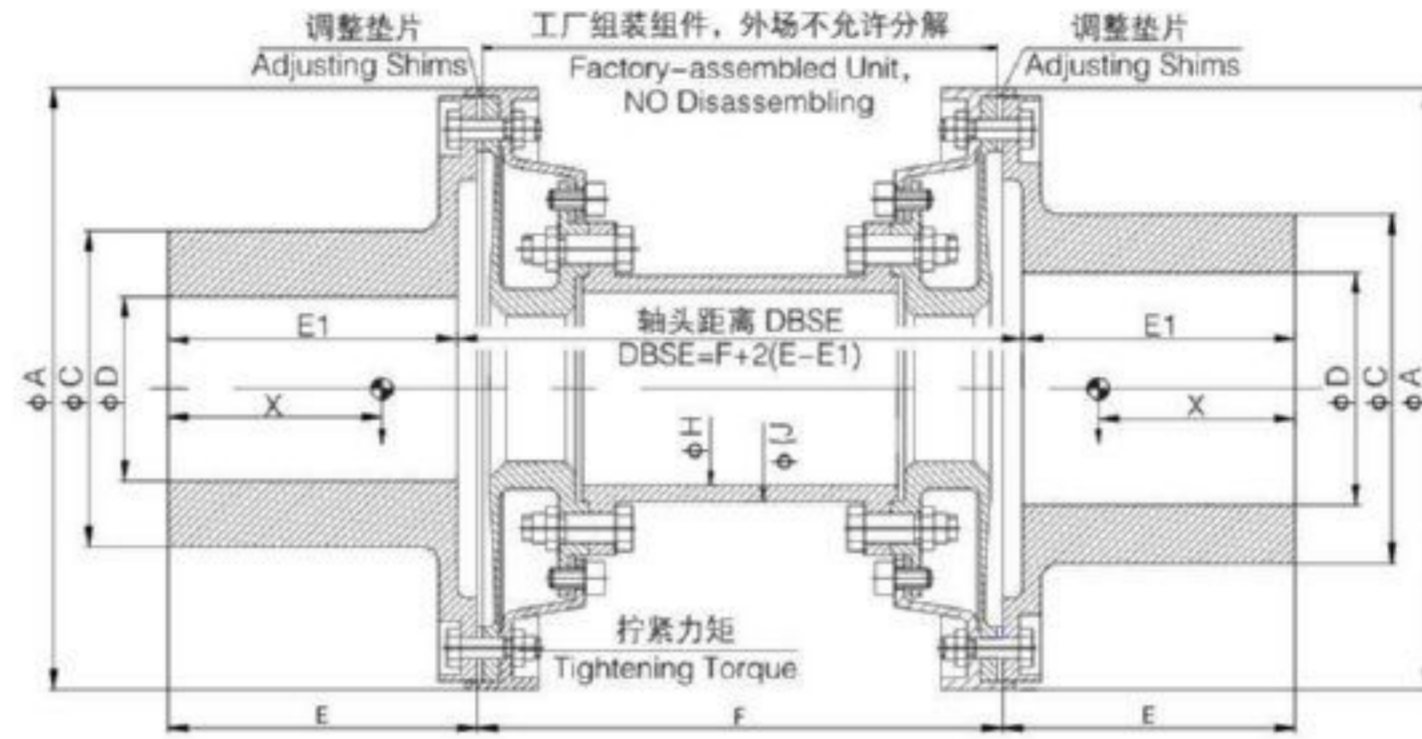 调整垫片
Adjusting Shims
工厂组装组件，外场不允许分解
Factory-assembled Unit,
NO Disassembling
调整垫片
Adjusting Shims
E1
轴头距离 DBSE
DBSE=F+2(E-E1)
E1
φA
φC
φD
X
φH
φJ
X
φD
φC
φA
拧紧力矩
Tightening Torque
E
F
E